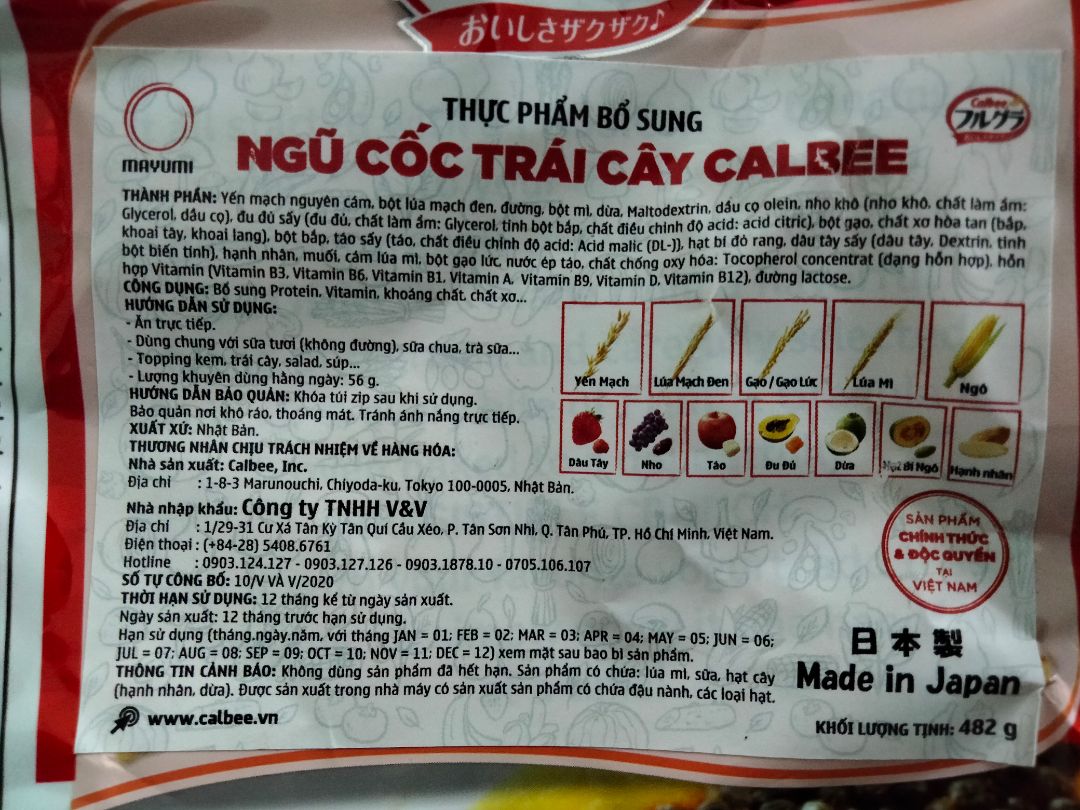 おいしさザクザク♪
MAYUMI
THỰC PHẨM BỔ SUNG
NGŨ CỐC TRÁI CÂY CALBEE
Calbee
フルグラ
THÀNH PHẦN: Yến mạch nguyên cám, bột lúa mạch đen, đường, bột mì, dừa, Maltodextrin, dầu cọ olein, nho khô (nho khô, chất làm ẩm:
Glycerol, dầu cọ), đu đủ sấy (đu đủ, chất làm ẩm: Glycerol, tinh bột bắp, chất điều chỉnh độ acid: acid citric), bột gạo, chất xơ hòa tan (bắp,
khoai tây, khoai lang), bột bắp, táo sấy (táo, chất điều chỉnh độ acid: Acid malic (DL-)), hạt bí đỏ rang, dâu tây sấy (dâu tây, Dextrin, tinh
bột biến tính), hạnh nhân, muối, cám lúa mì, bột gạo lức, nước ép táo, chất chống oxy hóa: Tocopherol concentrat (dạng hỗn hợp), hỗn
hợp Vitamin (Vitamin B3, Vitamin B6, Vitamin B1, Vitamin A, Vitamin B9, Vitamin D, Vitamin B12), đường lactose.
CÔNG DỤNG: Bổ sung Protein, Vitamin, khoáng chất, chất xơ...
HƯỚNG DẪN SỬ DỤNG:
- Ăn trực tiếp.
- Dùng chung với sữa tươi (không đường), sữa chua, trà sữa...
- Topping kem, trái cây, salad, súp...
- Lượng khuyên dùng hằng ngày: 56 g.
HƯỚNG DẪN BẢO QUẢN: Khóa túi zip sau khi sử dụng.
Bảo quản nơi khô ráo, thoáng mát. Tránh ánh nắng trực tiếp.
XUẤT XỨ: Nhật Bản.
THƯƠNG NHÂN CHỊU TRÁCH NHIỆM VỀ HÀNG HÓA:
Nhà sản xuất: Calbee, Inc.
Địa chỉ : 1-8-3 Marunouchi, Chiyoda-ku, Tokyo 100-0005, Nhật Bản.
Yến Mạch
Lúa Mạch Đen
Gạo / Gạo Lức
Lúa Mì
Ngô
Dâu Tây
Nho
Táo
Đu Đủ
Dừa
Hạt Bí Ngô
Hạnh nhân
Nhà nhập khẩu: Công ty TNHH V&V
Địa chỉ : 1/29-31 Cư Xá Tân Kỳ Tân Quí Cầu Xéo, P. Tân Sơn Nhì, Q. Tân Phú, TP. Hồ Chí Minh, Việt Nam.
Điện thoại : (+84-28) 5408.6761
Hotline : 0903.124.127 - 0903.127.126 - 0903.1878.10 - 0705.106.107
SỐ TỰ CÔNG BỐ: 10/V VÀ V/2020
THỜI HẠN SỬ DỤNG: 12 tháng kể từ ngày sản xuất.
Ngày sản xuất: 12 tháng trước hạn sử dụng.
Hạn sử dụng (tháng.ngày.năm, với tháng JAN = 01; FEB = 02; MAR = 03; APR = 04; MAY = 05; JUN = 06;
JUL = 07; AUG = 08; SEP = 09; OCT = 10; NOV = 11; DEC = 12) xem mặt sau bao bì sản phẩm.
THÔNG TIN CẢNH BÁO: Không dùng sản phẩm đã hết hạn. Sản phẩm có chứa: lúa mì, sữa, hạt cây
(hạnh nhân, dừa). Được sản xuất trong nhà máy có sản xuất sản phẩm có chứa đậu nành, các loại hạt.
www.calbee.vn
SẢN PHẨM
CHÍNH THỨC
& ĐỘC QUYỀN
TẠI
VIỆT NAM
日本製
Made in Japan
KHỐI LƯỢNG TỊNH: 482 g